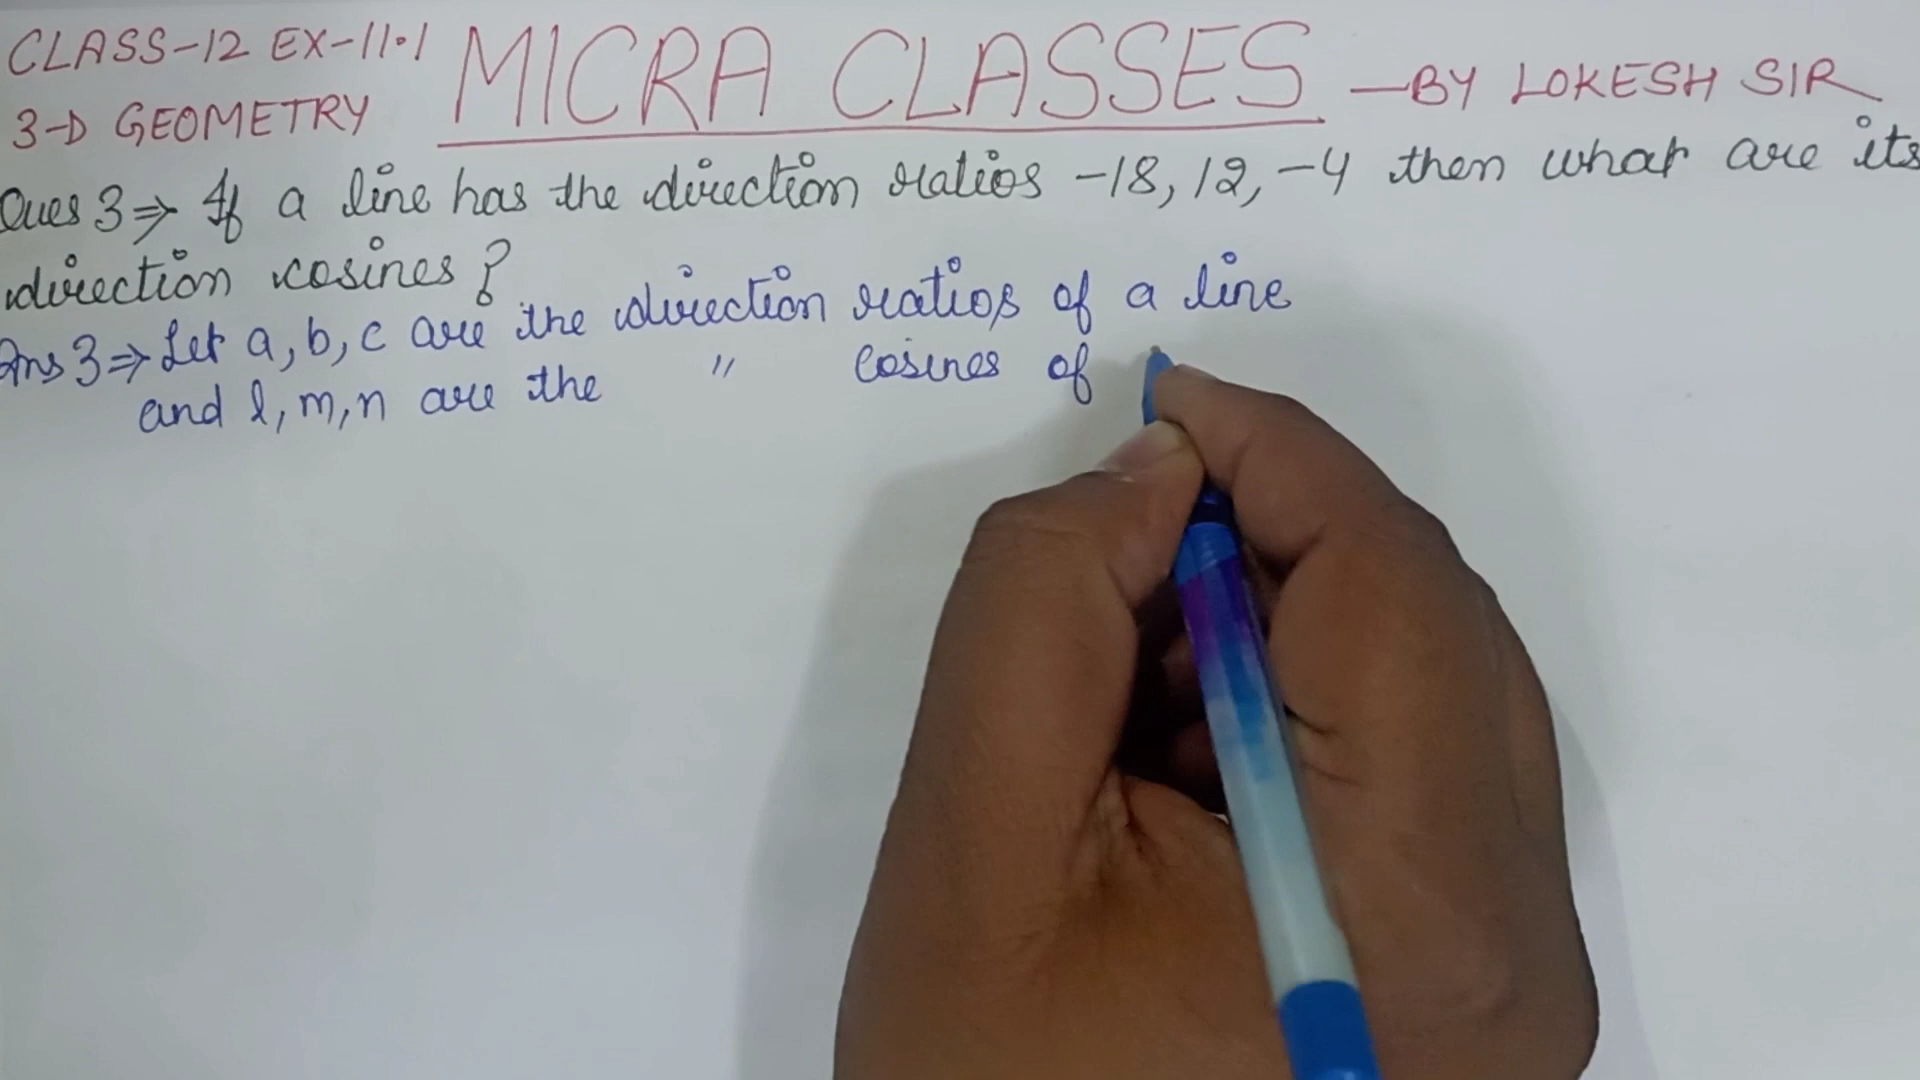 CLASS-12 EX-11.1
3-D GEOMETRY
MICRA CLASSES
-BY LOKESH SIR
Ques 3⇒ If a line has the direction ratios -18, 12, -4 then what are its
direction cosines?
Ans 3⇒ Let a, b, c are the direction ratios of a line
and l, m, n are the " Cosines of